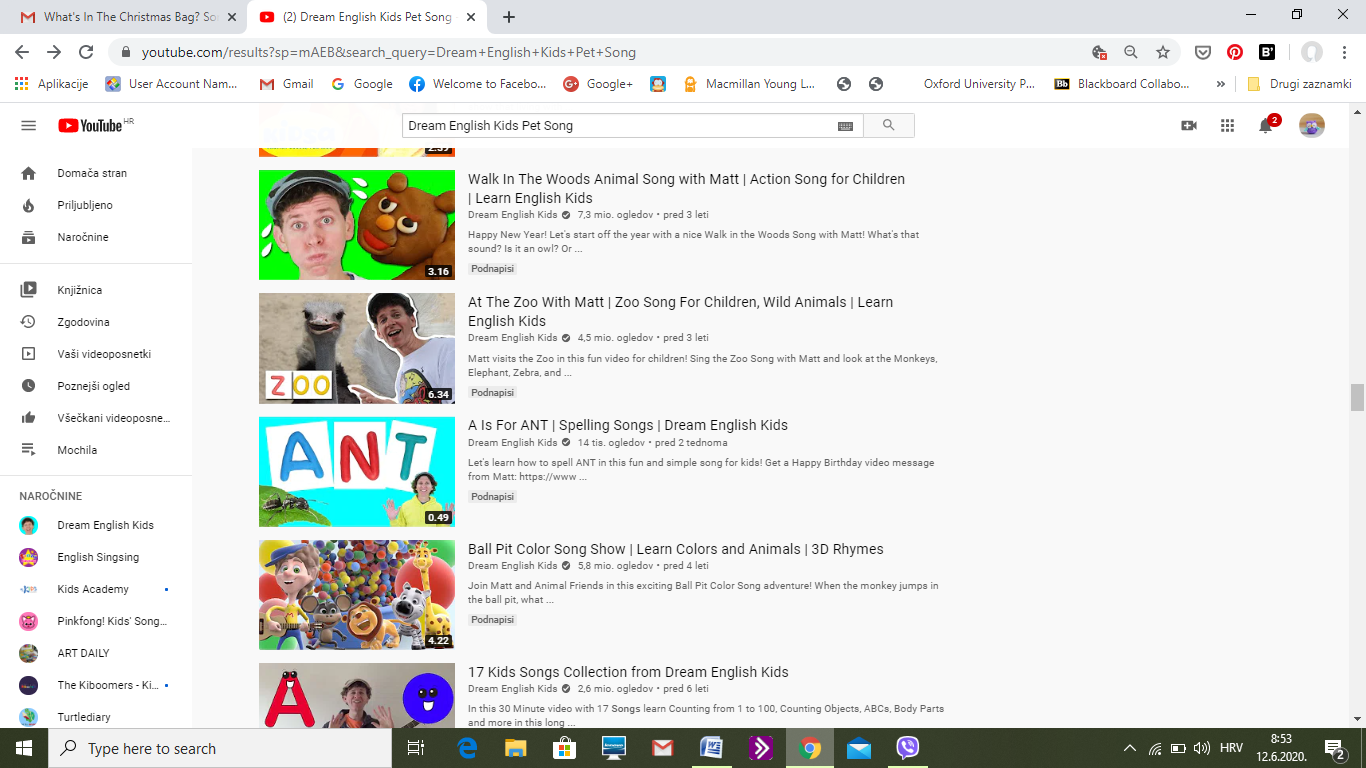 What's In The Christmas Bag? So
(2) Dream English Kids Pet Song
youtube.com/results?sp=mAEB&search_query=Dream+English+Kids+Pet+Song
Aplikacije
User Account Nam...
Gmail
Google
Welcome to Facebo...
Google+
Macmillan Young L...
Oxford University P...
Bb
Blackboard Collabo...
»
Drugi zaznamki
YouTube HR
Dream English Kids Pet Song
2
2.39
Domača stran
Priljubljeno
Naročnine
Knjižnica
Zgodovina
Vaši videoposnetki
Poznejši ogled
Všečkani videoposne...
Mochila
NAROČNINE
Dream English Kids
English Singsing
Kids Academy
Pinkfong! Kids' Song...
ART DAILY
The Kiboomers - Ki...
Turtlediary
3.16
Walk In The Woods Animal Song with Matt | Action Song for Children
| Learn English Kids
Dream English Kids 7,3 mio. ogledov • pred 3 leti
Happy New Year! Let's start off the year with a nice Walk in the Woods Song with Matt! What's that
sound? Is it an owl? Or ...
Podnapisi
ZOO
6.34
At The Zoo With Matt | Zoo Song For Children, Wild Animals | Learn
English Kids
Dream English Kids 4,5 mio. ogledov • pred 3 leti
Matt visits the Zoo in this fun video for children! Sing the Zoo Song with Matt and look at the Monkeys,
Elephant, Zebra, and ...
Podnapisi
ANT
0.49
A Is For ANT | Spelling Songs | Dream English Kids
Dream English Kids 14 tis. ogledov • pred 2 tednoma
Let's learn how to spell ANT in this fun and simple song for kids! Get a Happy Birthday video message
from Matt: https://www ...
Podnapisi
4.22
Ball Pit Color Song Show | Learn Colors and Animals | 3D Rhymes
Dream English Kids 5,8 mio. ogledov • pred 4 leti
Join Matt and Animal Friends in this exciting Ball Pit Color Song adventure! When the monkey jumps in
the ball pit, what ...
Podnapisi
A
17 Kids Songs Collection from Dream English Kids
Dream English Kids 2,6 mio. ogledov • pred 6 leti
In this 30 Minute video with 17 Songs learn Counting from 1 to 100, Counting Objects, ABCs, Body Parts
and more in this long ...
Type here to search
HRV
8:53
12.6.2020.
2